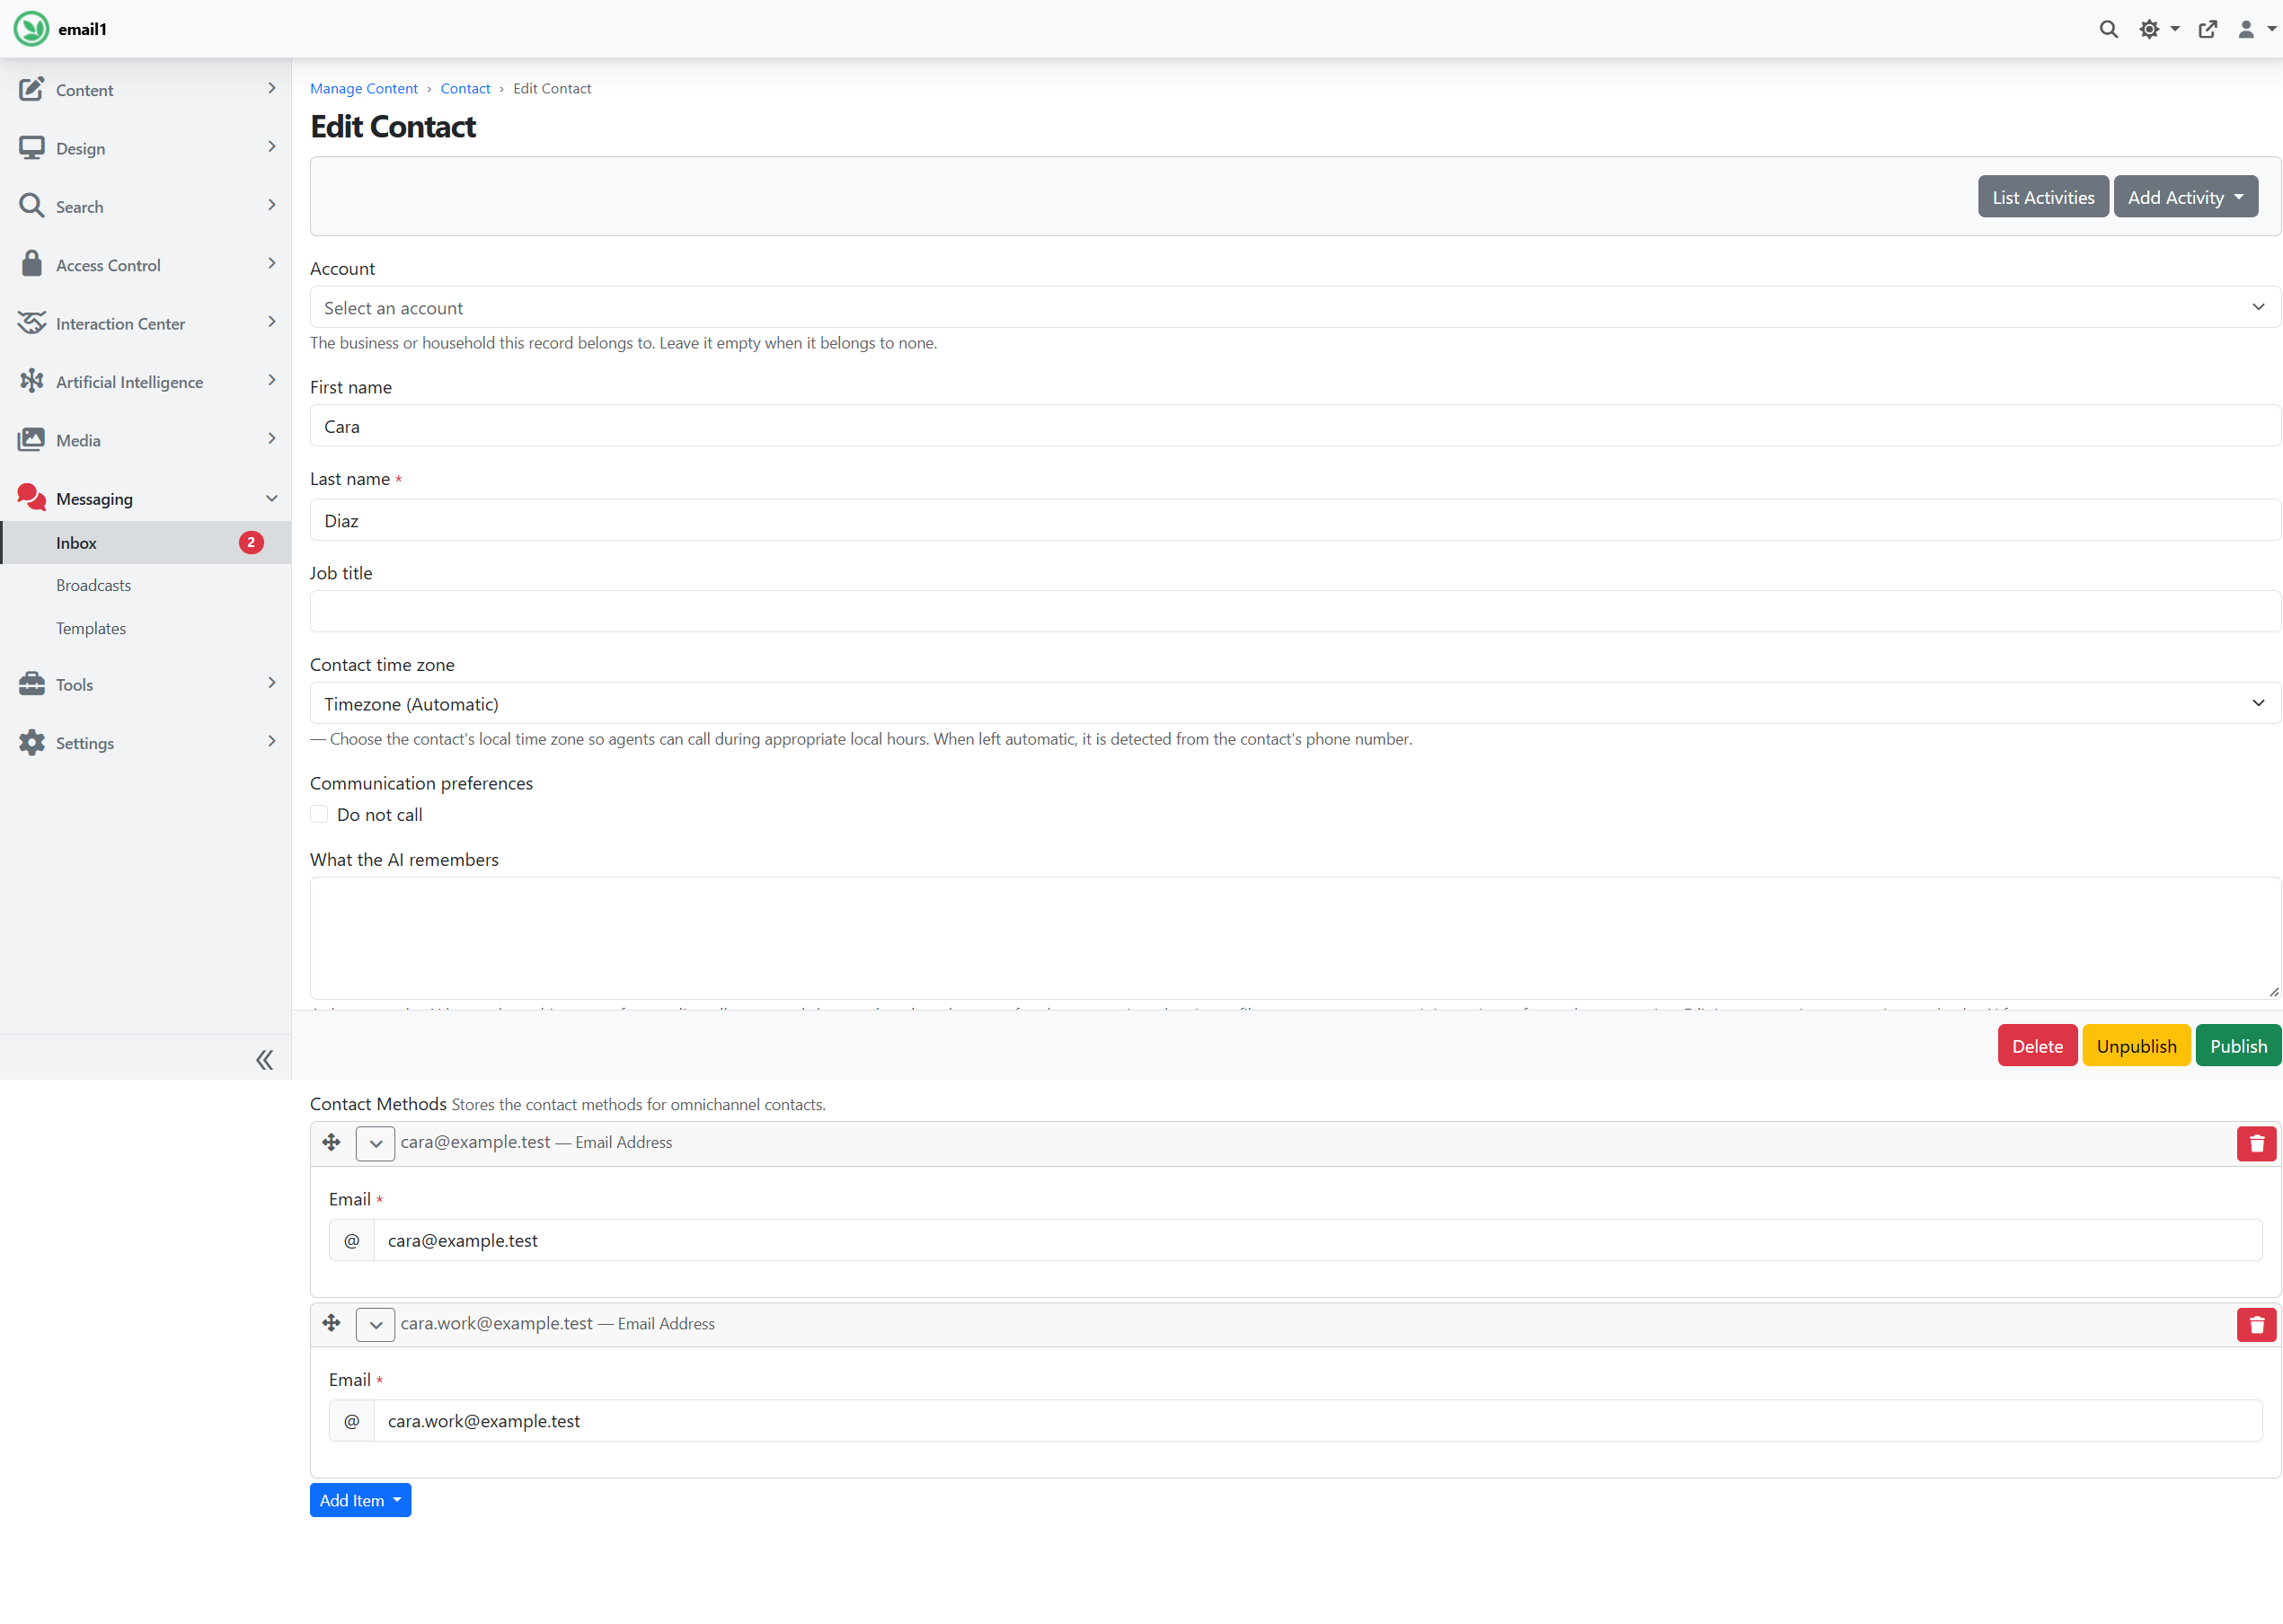 email1
Content
Design
Search
Access Control
Interaction Center
Artificial Intelligence
Media
Messaging
Inbox 2
Broadcasts
Templates
Tools
Settings
Manage Content › Contact › Edit Contact
Edit Contact
List Activities Add Activity
Account
Select an account
The business or household this record belongs to. Leave it empty when it belongs to none.
First name
Cara
Last name *
Diaz
Job title
Contact time zone
Timezone (Automatic)
— Choose the contact's local time zone so agents can call during appropriate local hours. When left automatic, it is detected from the contact's phone number.
Communication preferences
Do not call
What the AI remembers
Delete Unpublish Publish
Contact Methods Stores the contact methods for omnichannel contacts.
cara@example.test — Email Address
Email *
@ cara@example.test
cara.work@example.test — Email Address
Email *
@ cara.work@example.test
Add Item